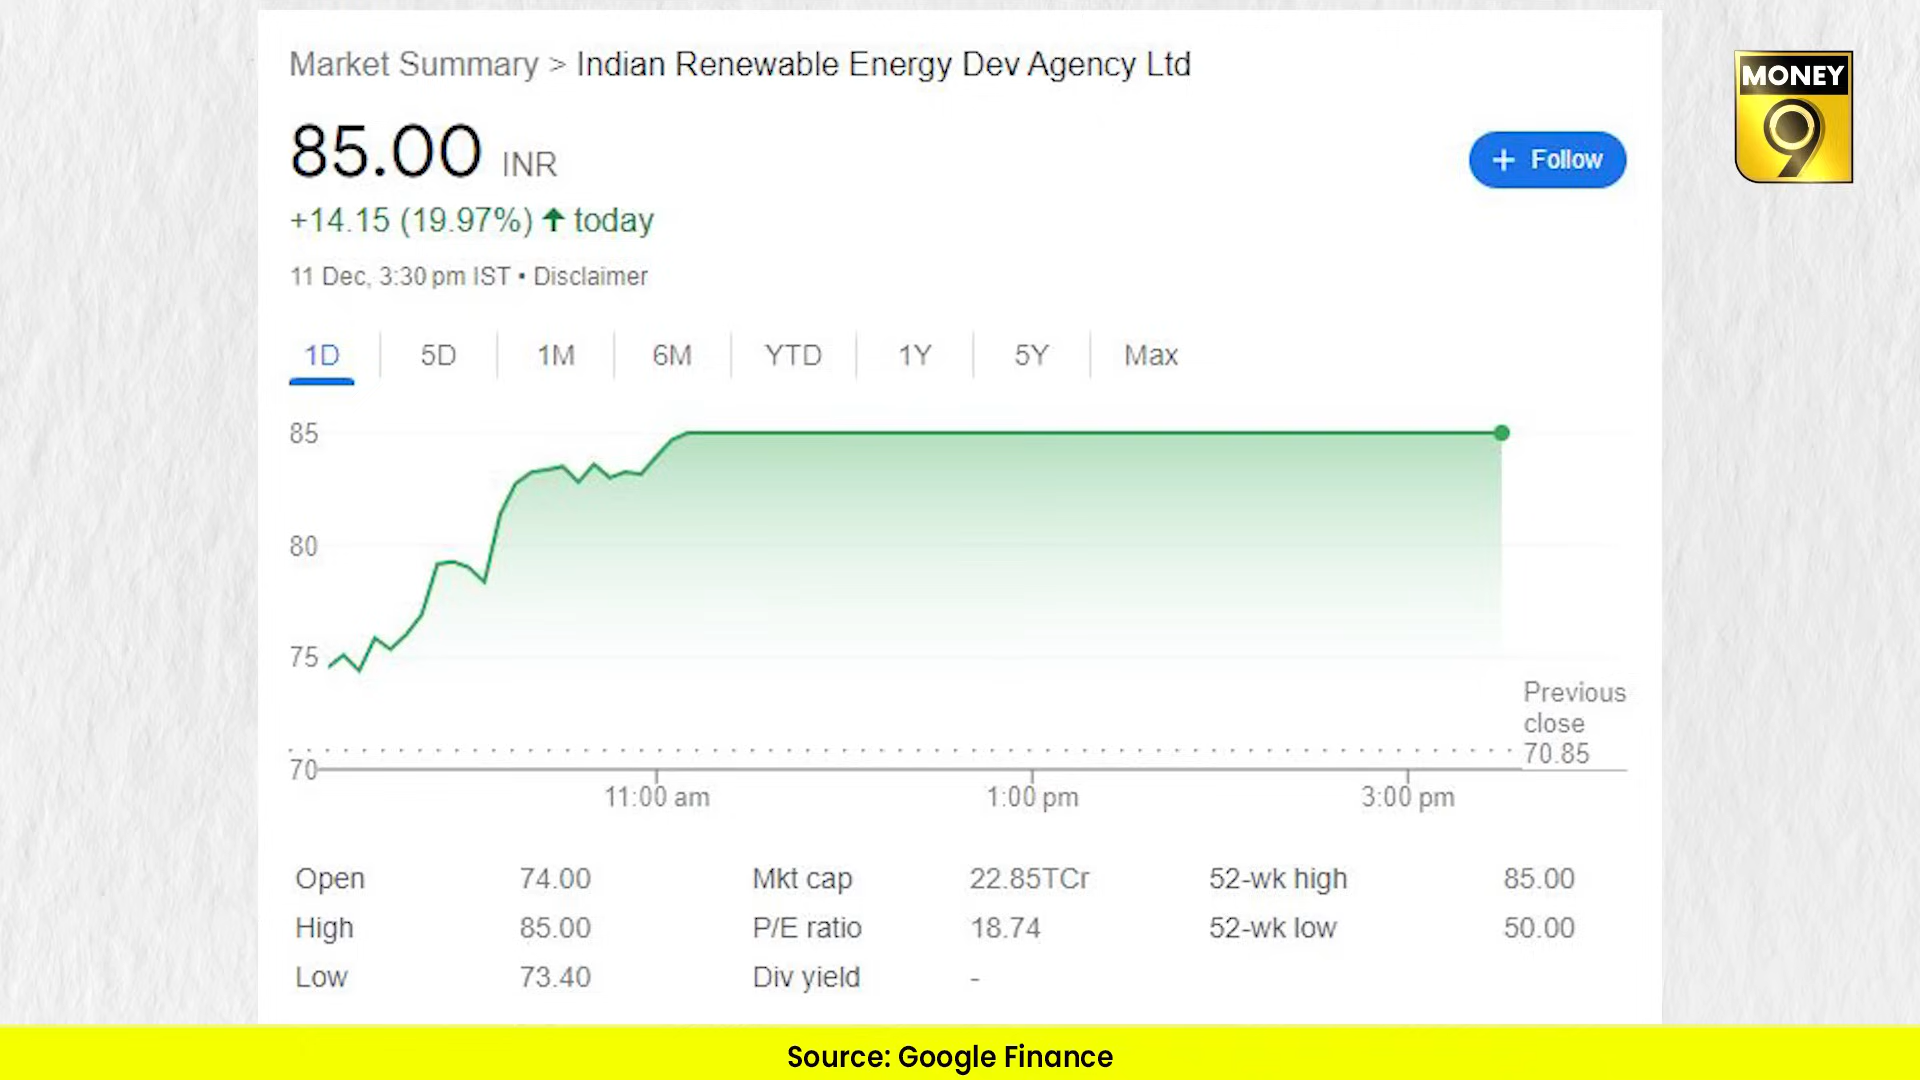 Market Summary > Indian Renewable Energy Dev Agency Ltd
MONEY
9
85.00 INR
+ Follow
+14.15 (19.97%) ↑ today
11 Dec, 3:30 pm IST • Disclaimer
1D 5D 1M 6M YTD 1Y 5Y Max
85
80
75
Previous
close
70.85
70
11:00 am 1:00 pm 3:00 pm
Open 74.00 Mkt cap 22.85TCr 52-wk high 85.00
High 85.00 P/E ratio 18.74 52-wk low 50.00
Low 73.40 Div yield -
Source: Google Finance